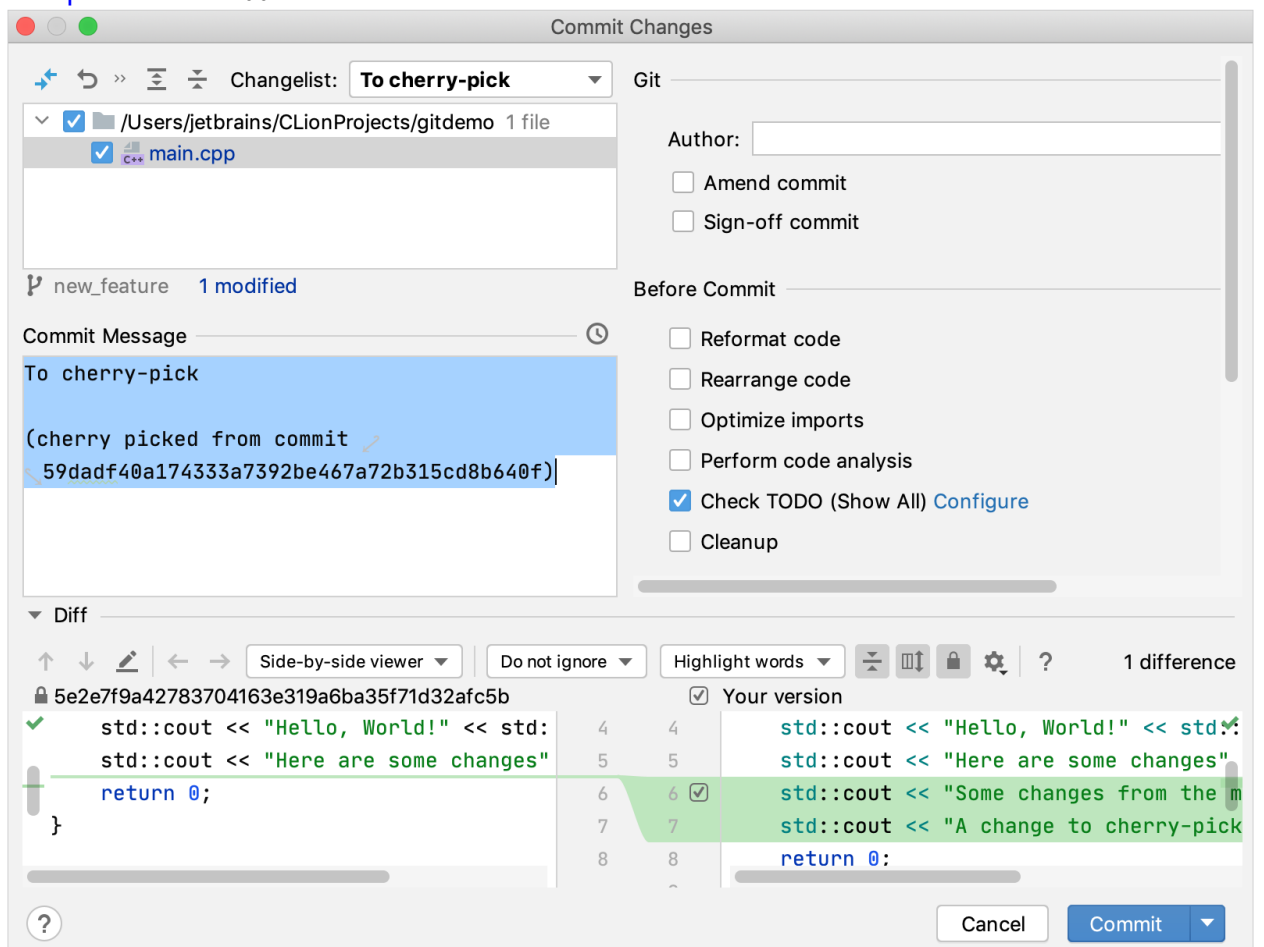 Commit Changes
Changelist: To cherry-pick
/Users/jetbrains/CLionProjects/gitdemo 1 file
C++ main.cpp
new_feature 1 modified
Commit Message
To cherry-pick
(cherry picked from commit
59dadf40a174333a7392be467a72b315cd8b640f)
Git
Author:
Amend commit
Sign-off commit
Before Commit
Reformat code
Rearrange code
Optimize imports
Perform code analysis
Check TODO (Show All) Configure
Cleanup
Diff
Side-by-side viewer Do not ignore Highlight words ? 1 difference
5e2e7f9a42783704163e319a6ba35f71d32afc5b Your version
std::cout << "Hello, World!" << std: 4 4 std::cout << "Hello, World!" << std::
std::cout << "Here are some changes" 5 5 std::cout << "Here are some changes"
return 0; 6 6 std::cout << "Some changes from the m
} 7 7 std::cout << "A change to cherry-pick
8 8 return 0;
? Cancel Commit